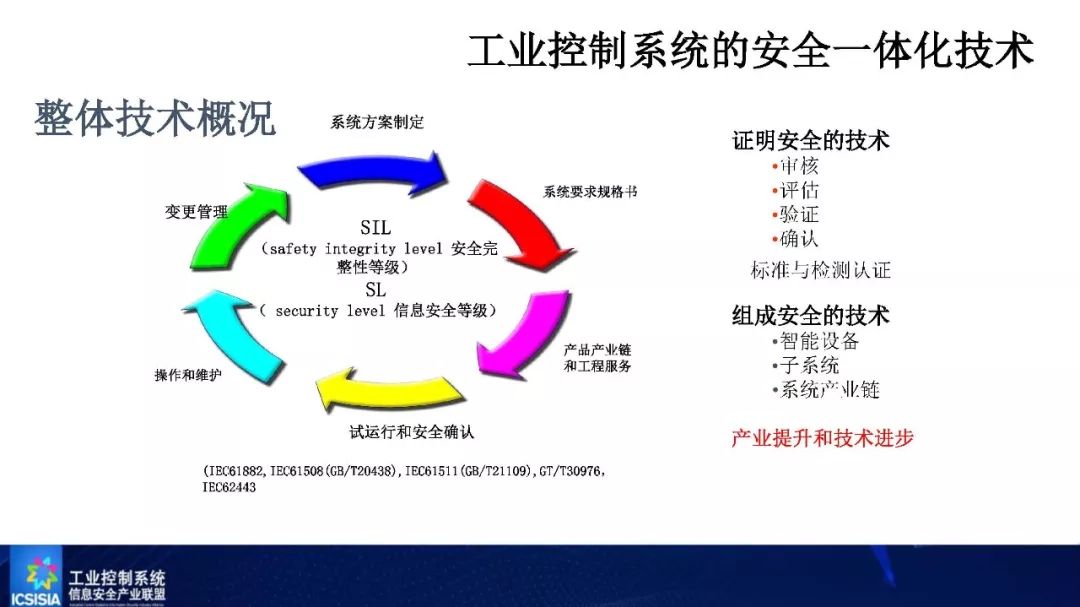 工业控制系统的安全一体化技术
整体技术概况
系统方案制定
系统要求规格书
变更管理
SIL
(safety integrity level 安全完
整性等级)
SL
( security level 信息安全等级)
产品产业链
和工程服务
操作和维护
试运行和安全确认
(IEC61882,IEC61508(GB/T20438),IEC61511(GB/T21109),GT/T30976,
IEC62443
证明安全的技术
•审核
•评估
•验证
•确认
标准与检测认证
组成安全的技术
•智能设备
•子系统
•系统产业链
产业提升和技术进步
ICSISIA
工业控制系统
信息安全产业联盟